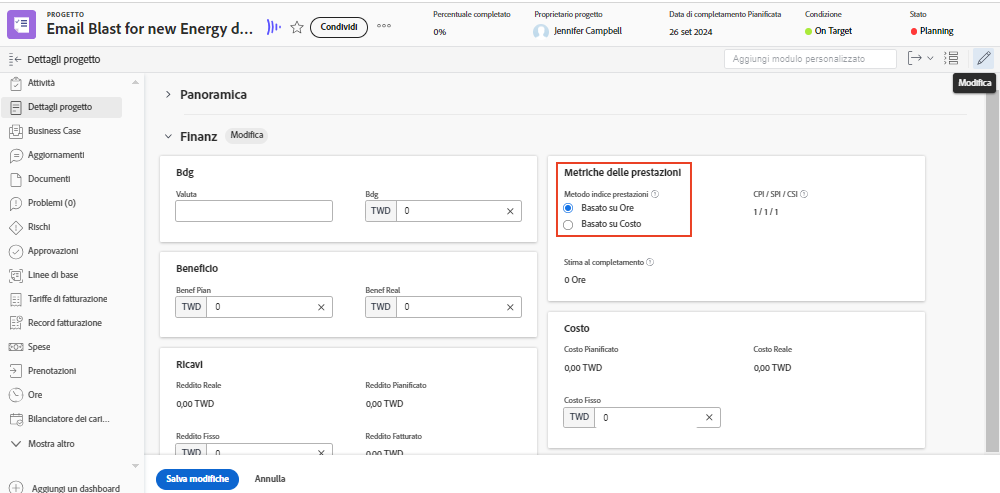 PROGETTO
Email Blast for new Energy d...
Condividi
Percentuale completato
0%
Proprietario progetto
Jennifer Campbell
Data di completamento Pianificata
26 set 2024
Condizione
On Target
Stato
Planning
Dettagli progetto
Aggiungi modulo personalizzato
Modifica
Attività
Dettagli progetto
Business Case
Aggiornamenti
Documenti
Problemi (0)
Rischi
Approvazioni
Linee di base
Tariffe di fatturazione
Record fatturazione
Spese
Prenotazioni
Ore
Bilanciatore dei cari...
Mostra altro
Aggiungi un dashboard
Panoramica
Finanz
Modifica
Bdg
Valuta
Bdg
TWD 0
Beneficio
Benef Pian
TWD 0
Benef Real
TWD 0
Ricavi
Reddito Reale
0,00 TWD
Reddito Pianificato
0,00 TWD
Reddito Fisso
TWD 0
Reddito Fatturato
0,00 TWD
Metriche delle prestazioni
Metodo indice prestazioni
Basato su Ore
Basato su Costo
CPI / SPI / CSI
1 / 1 / 1
Stima al completamento
0 Ore
Costo
Costo Pianificato
0,00 TWD
Costo Reale
0,00 TWD
Costo Fisso
TWD 0
Salva modifiche
Annulla